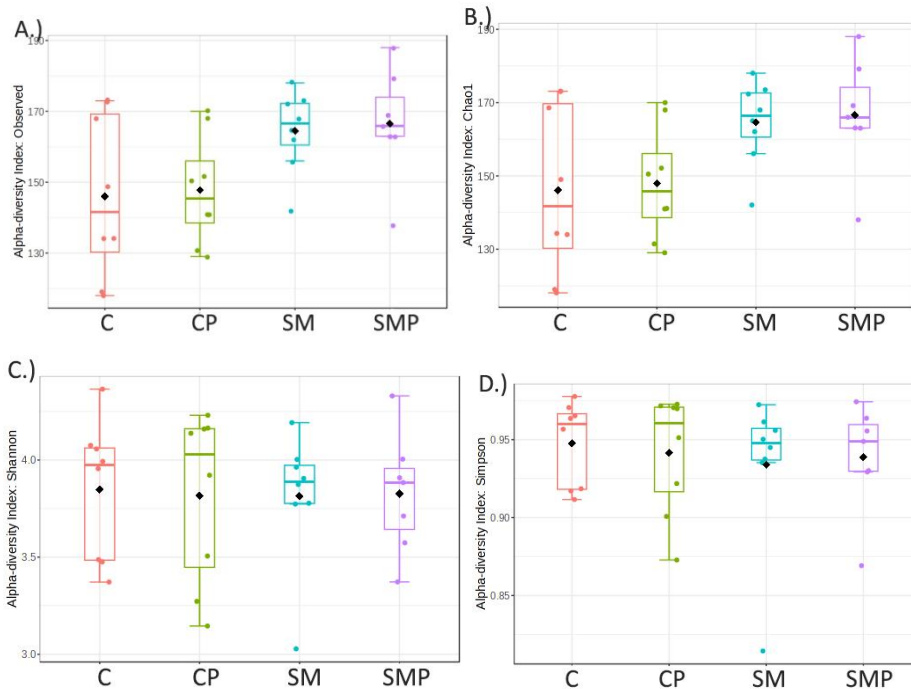 A.)
Alpha-diversity Index: Observed
190
170
150
130
C CP SM SMP
B.)
Alpha-diversity Index: Chao1
190
170
150
130
C CP SM SMP
C.)
Alpha-diversity Index: Shannon
4.0
3.5
3.0
C CP SM SMP
D.)
Alpha-diversity Index: Simpson
0.95
0.90
0.85
C CP SM SMP